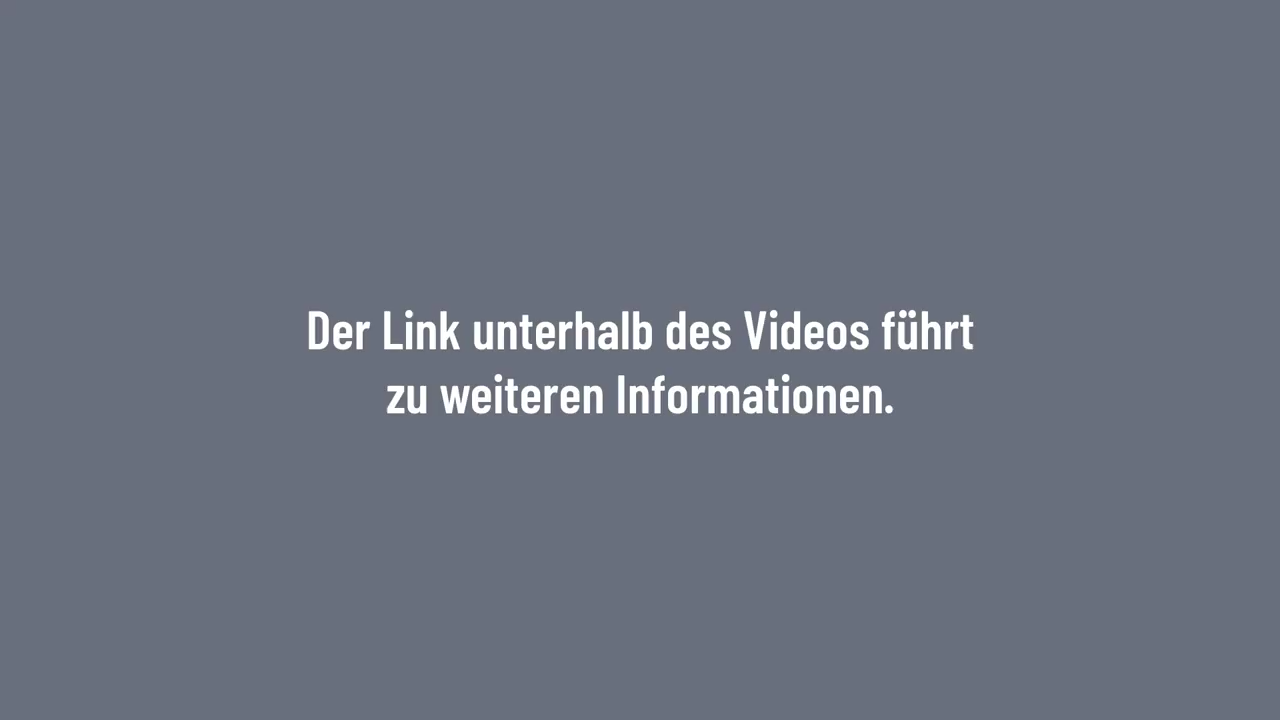 Der Link unterhalb des Videos führt
zu weiteren Informationen.